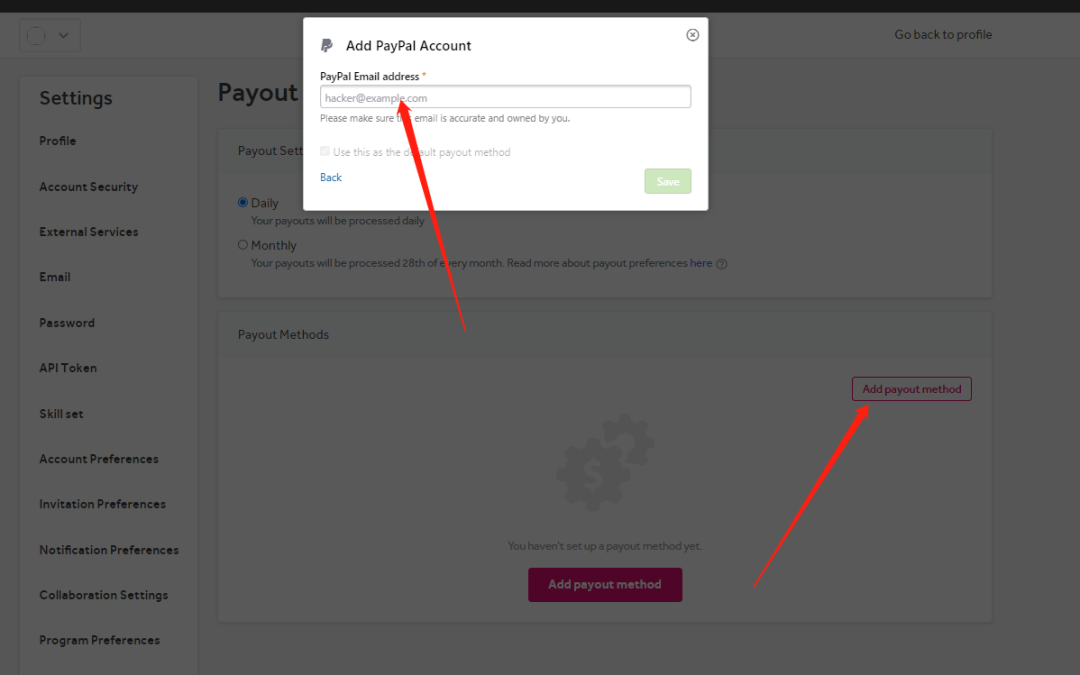 Go back to profile
Settings
Profile
Account Security
External Services
Email
Password
API Token
Skill set
Account Preferences
Invitation Preferences
Notification Preferences
Collaboration Settings
Program Preferences
Payout
Add PayPal Account
PayPal Email address *
hacker@example.com
Please make sure this email is accurate and owned by you.
Use this as the default payout method
Back
Save
Payout Sett
Daily
Your payouts will be processed daily
Monthly
Your payouts will be processed 28th of every month. Read more about payout preferences here ?
Payout Methods
Add payout method
$
You haven't set up a payout method yet.
Add payout method